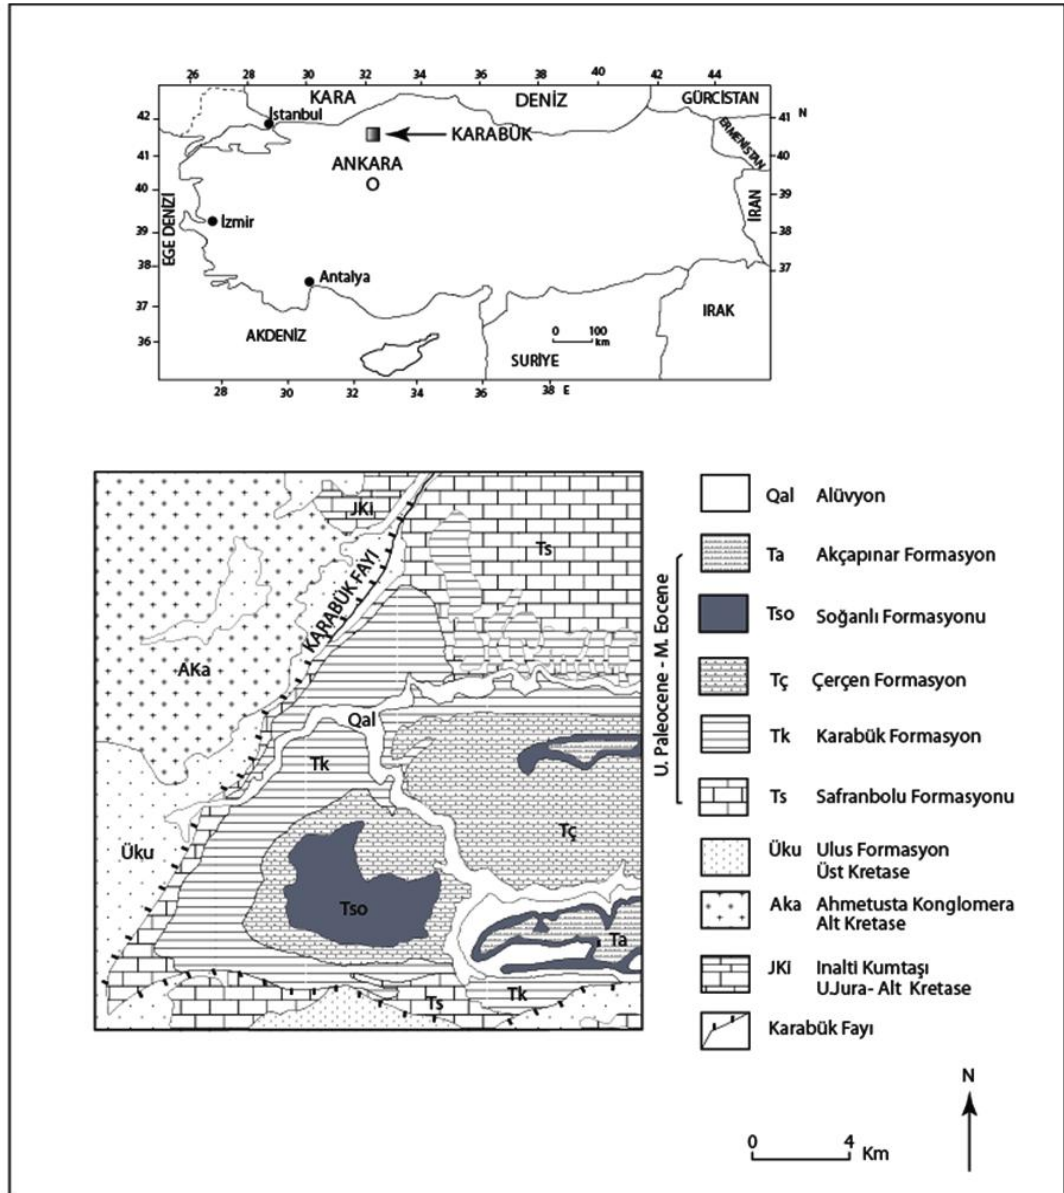 26 28 30 32 34 36 38 40 42 44
KARA DENİZ GÜRCİSTAN
42 İstanbul 41 N
KARABÜK ERMENİSTAN
41 ANKARA 40
40 39
EGE DENİZİ İzmir İRAN
39 38
38 Antalya 37
37 IRAK
AKDENİZ 0 100
km
36 SURİYE
28 30 32 34 36 38 E
JKI
Ts
KARABÜK FAYI
AKa
Qal
Tk
Tç
Üku
Tso
Ta
Ts
Tk
U. Paleocene - M. Eocene
Qal Alüvyon
Ta Akçapınar Formasyon
Tso Soğanlı Formasyonu
Tç Çerçen Formasyon
Tk Karabük Formasyon
Ts Safranbolu Formasyonu
Üku Ulus Formasyon
Üst Kretase
Aka Ahmetusta Konglomera
Alt Kretase
JKİ Inalti Kumtaşı
U.Jura- Alt Kretase
Karabük Fayı
N
0 4
Km